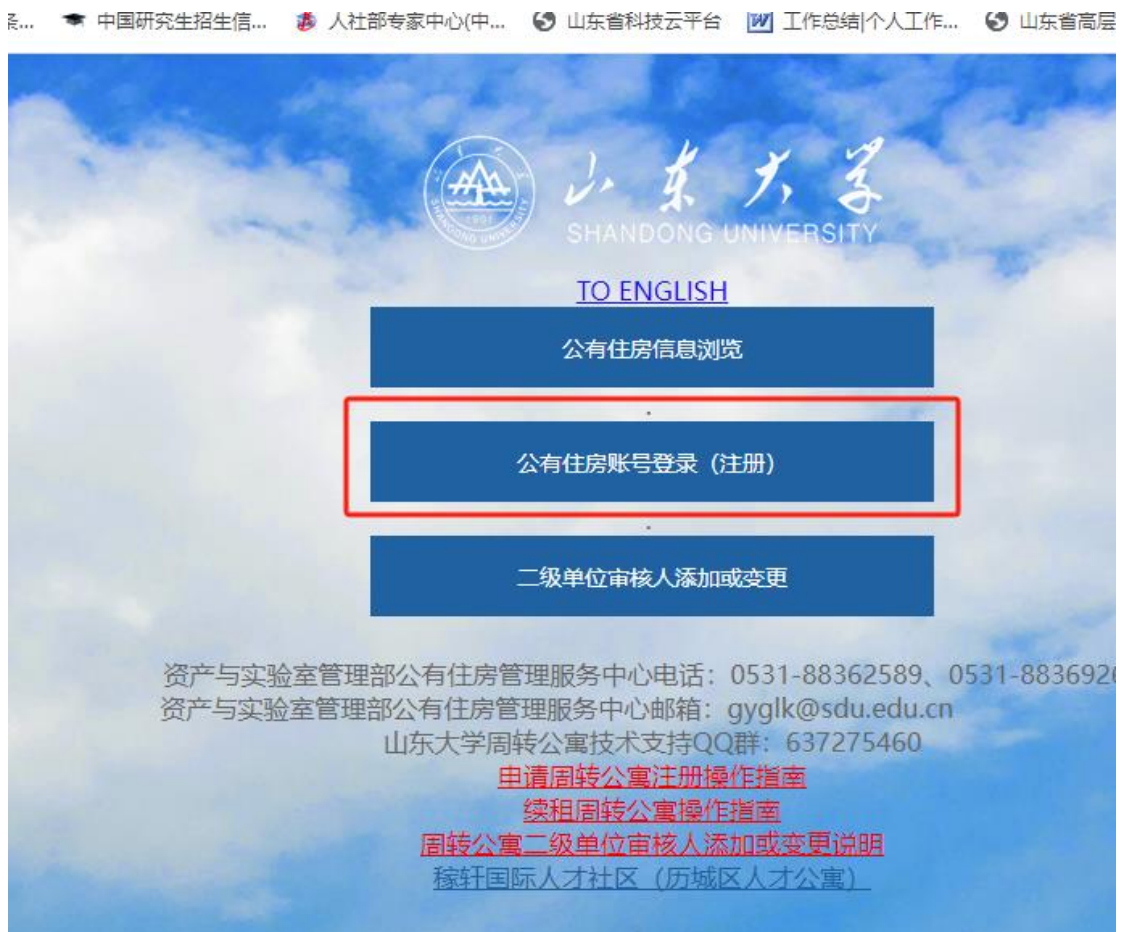 中国研究生招生信... 人社部专家中心(中... 山东省科技云平台 工作总结|个人工作... 山东省高层
山东大学
SHANDONG UNIVERSITY
1901
SHANDONG UNIVERSITY
TO ENGLISH
公有住房信息浏览
.
公有住房账号登录（注册）
.
二级单位审核人添加或变更
资产与实验室管理部公有住房管理服务中心电话：0531-88362589、0531-8836926
资产与实验室管理部公有住房管理服务中心邮箱：gyglk@sdu.edu.cn
山东大学周转公寓技术支持QQ群：637275460
申请周转公寓注册操作指南
续租周转公寓操作指南
周转公寓二级单位审核人添加或变更说明
稼轩国际人才社区（历城区人才公寓）